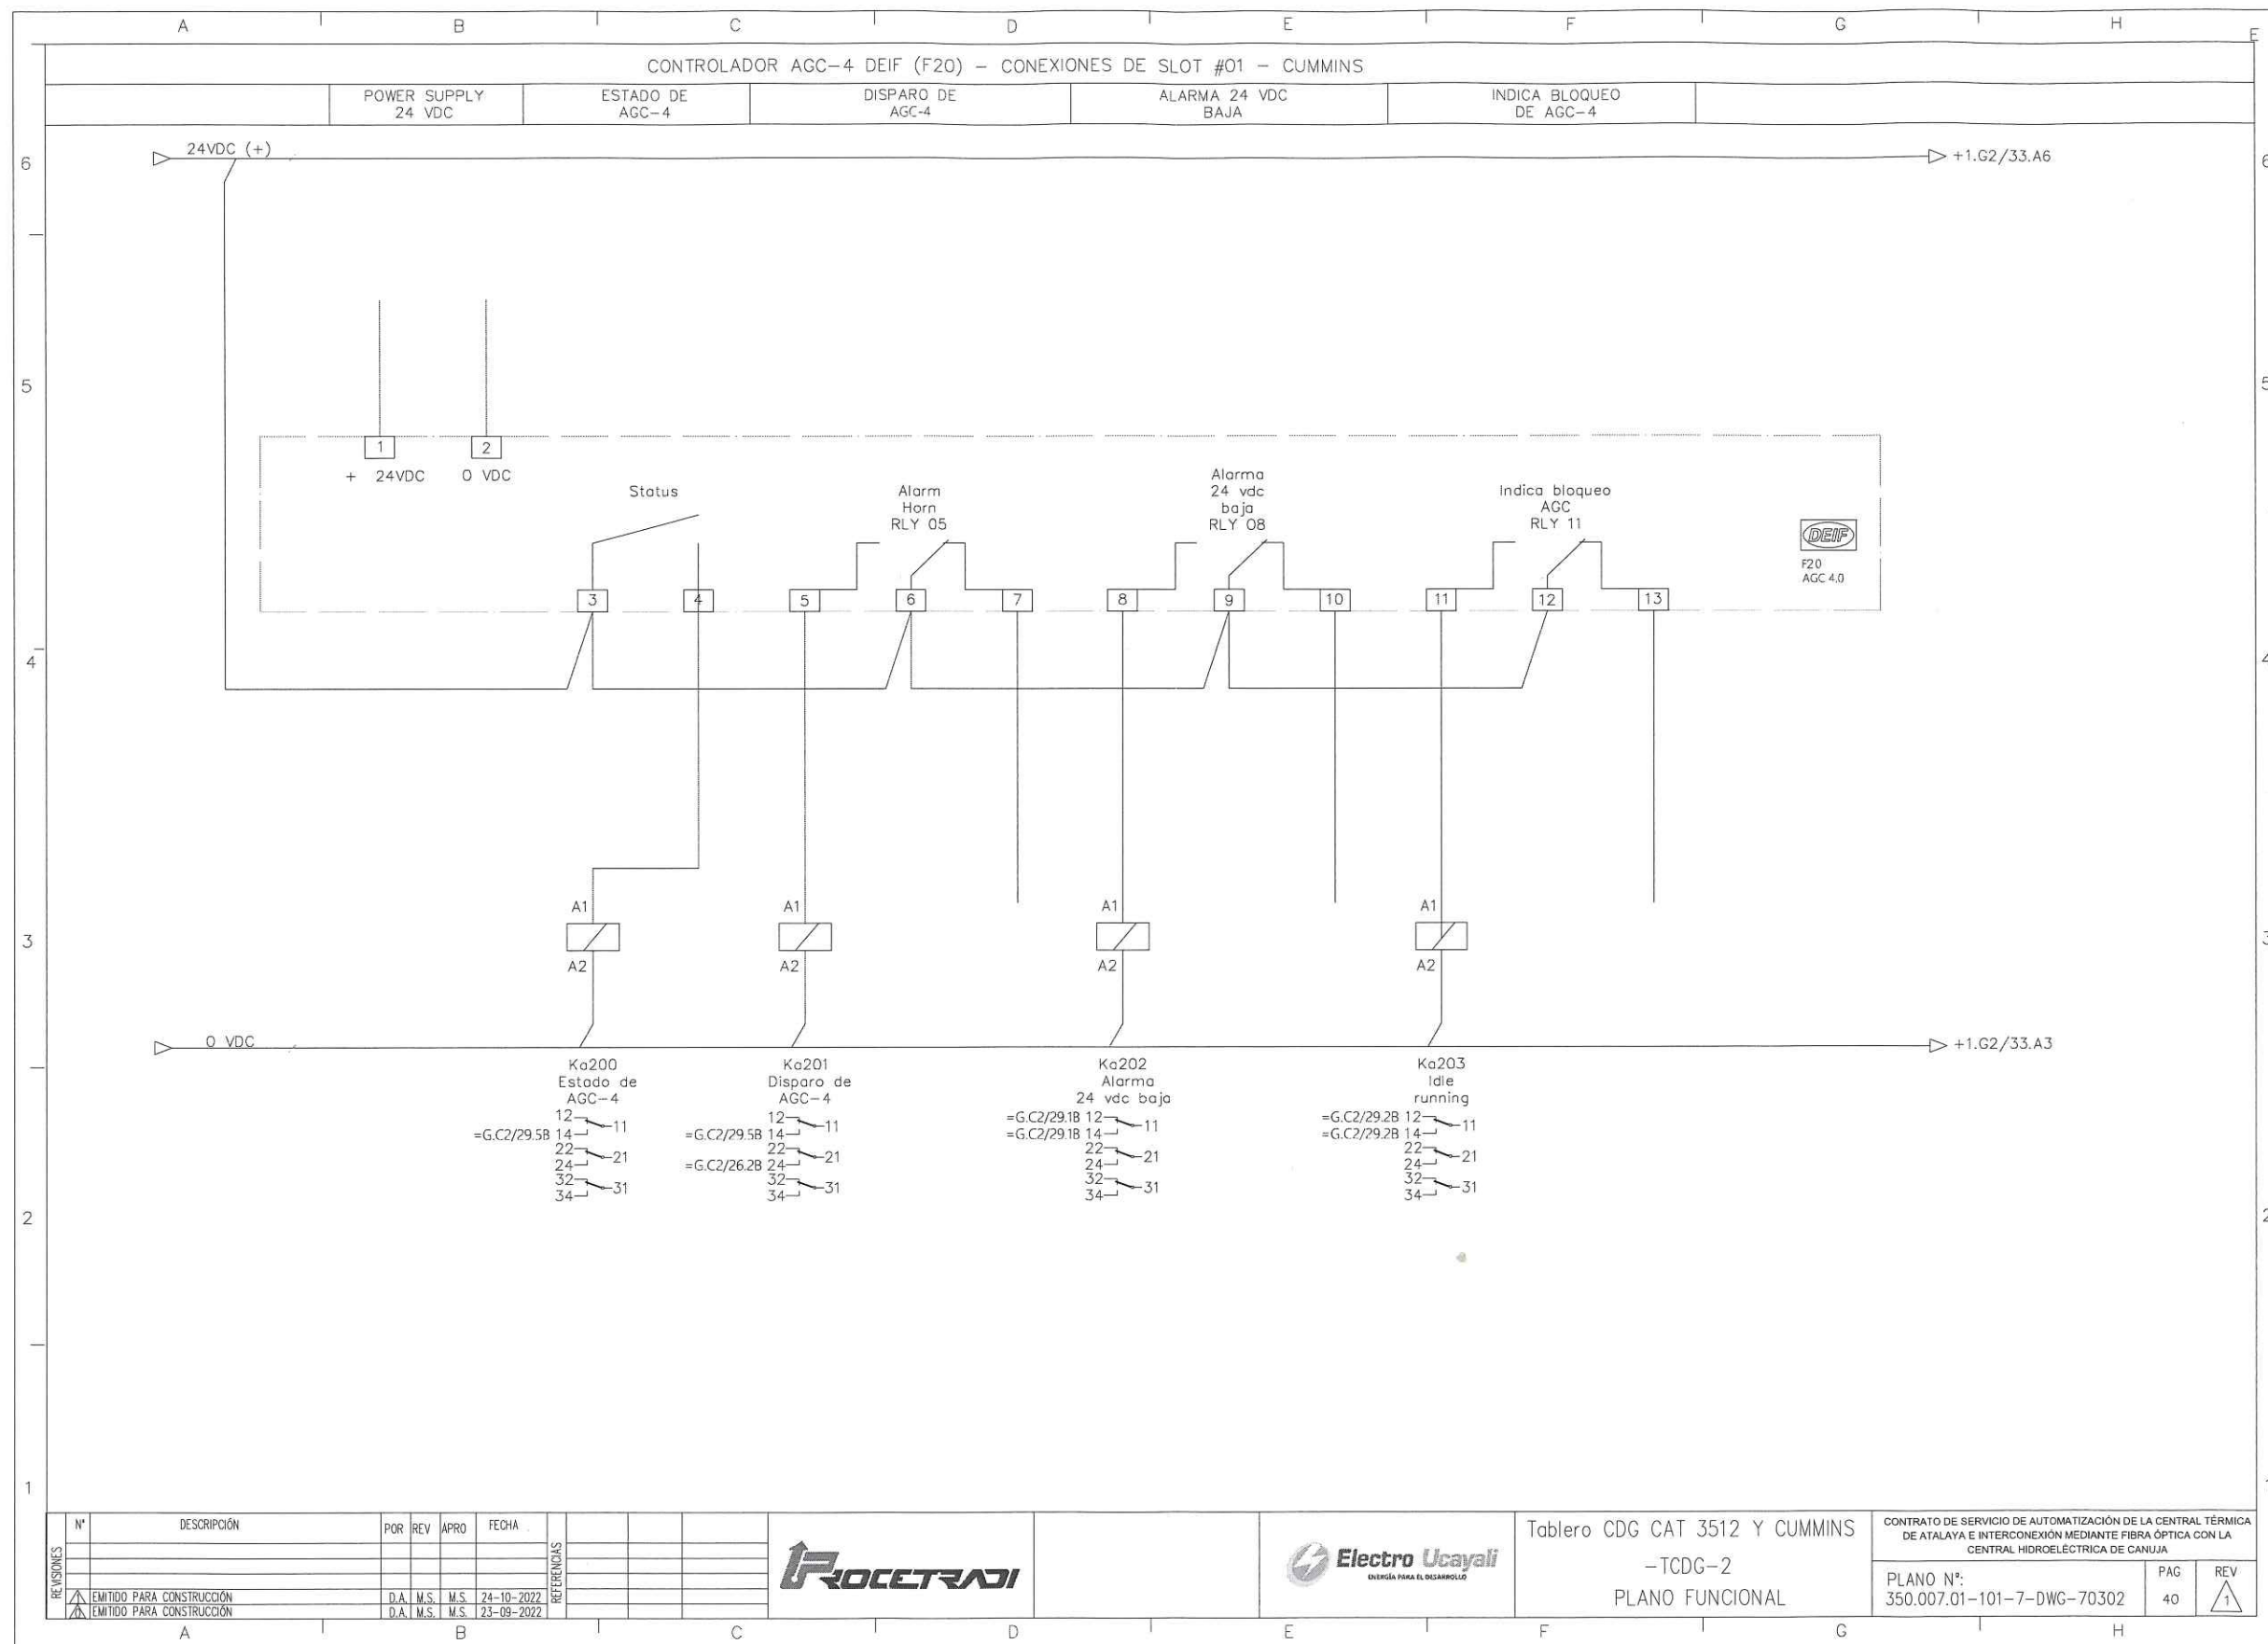 A B C D E F G H
CONTROLADOR AGC-4 DEIF (F20) - CONEXIONES DE SLOT #01 - CUMMINS
POWER SUPPLY
24 VDC
ESTADO DE
AGC-4
DISPARO DE
AGC-4
ALARMA 24 VDC
BAJA
INDICA BLOQUEO
DE AGC-4
6
24VDC (+)
+1.G2/33.A6
5
5
1 2
+ 24VDC
0 VDC
Status
Alarm
Horn
RLY 05
Alarma
24 vdc
baja
RLY 08
Indica bloqueo
AGC
RLY 11
DEIF
F20
AGC 4.0
3 4 5 6 7 8 9 10 11 12 13
4
A1 A1 A1 A1
3
A2 A2 A2 A2
0 VDC
+1.G2/33.A3
Ka200
Estado de
AGC-4
12
11
=G.C2/29.5B 14
22
21
24
32
31
34
Ka201
Disparo de
AGC-4
12
11
=G.C2/29.5B 14
22
21
=G.C2/26.2B 24
32
31
34
Ka202
Alarma
24 vdc baja
=G.C2/29.1B 12
11
=G.C2/29.1B 14
22
21
24
32
31
34
Ka203
Idle
running
=G.C2/29.2B 12
11
=G.C2/29.2B 14
22
21
24
32
31
34
2
1
REVISIONES
N° DESCRIPCIÓN POR REV APRO FECHA
1 EMITIDO PARA CONSTRUCCIÓN D.A. M.S. M.S. 24-10-2022
EMITIDO PARA CONSTRUCCIÓN D.A. M.S. M.S. 23-09-2022
REFERENCIAS
PROCETRADI
Electro Ucayali
ENERGÍA PARA EL DESARROLLO
Tablero CDG CAT 3512 Y CUMMINS
-TCDG-2
PLANO FUNCIONAL
CONTRATO DE SERVICIO DE AUTOMATIZACIÓN DE LA CENTRAL TÉRMICA
DE ATALAYA E INTERCONEXIÓN MEDIANTE FIBRA ÓPTICA CON LA
CENTRAL HIDROELÉCTRICA DE CANUJA
PLANO N°:
350.007.01-101-7-DWG-70302
PAG
40
REV
1
A B C D E F G H